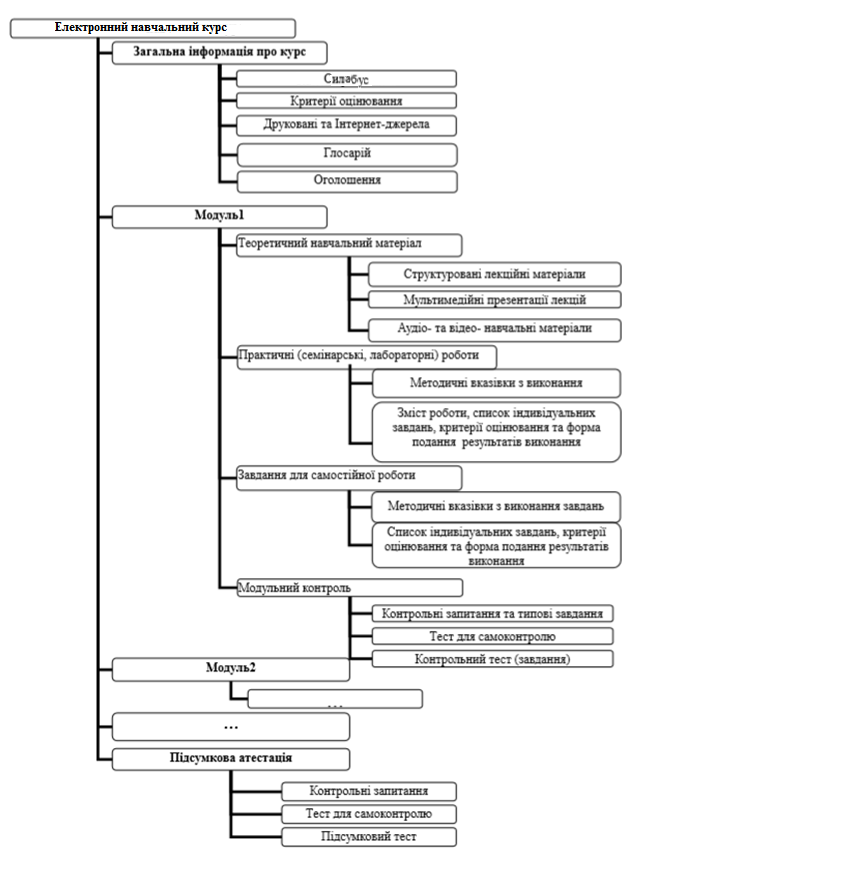 Електронний навчальний курс
Загальна інформація про курс
Силабус
Критерії оцінювання
Друковані та Інтернет-джерела
Глосарій
Оголошення
Модуль1
Теоретичний навчальний матеріал
Структуровані лекційні матеріали
Мультимедійні презентації лекцій
Аудіо- та відео- навчальні матеріали
Практичні (семінарські, лабораторні) роботи
Методичні вказівки з виконання
Зміст роботи, список індивідуальних
завдань, критерії оцінювання та форма
подання результатів виконання
Завдання для самостійної роботи
Методичні вказівки з виконання завдань
Список індивідуальних завдань, критерії
оцінювання та форма подання результатів
виконання
Модульний контроль
Контрольні запитання та типові завдання
Тест для самоконтролю
Контрольний тест (завдання)
Модуль2
...
...
Підсумкова атестація
Контрольні запитання
Тест для самоконтролю
Підсумковий тест